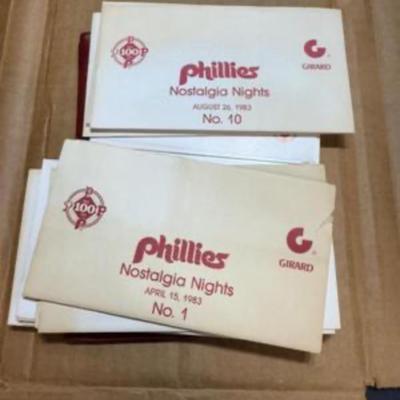 100
Phillies
GIRARD
Nostalgia Nights
AUGUST 26, 1983
No. 10
100
Phillies
GIRARD
Nostalgia Nights
APRIL 15, 1983
No. 1